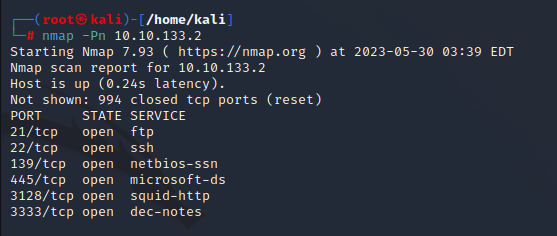 ┌──(root㉿kali)-[/home/kali]
└─# nmap -Pn 10.10.133.2
Starting Nmap 7.93 ( https://nmap.org ) at 2023-05-30 03:39 EDT
Nmap scan report for 10.10.133.2
Host is up (0.24s latency).
Not shown: 994 closed tcp ports (reset)
PORT     STATE SERVICE
21/tcp   open  ftp
22/tcp   open  ssh
139/tcp  open  netbios-ssn
445/tcp  open  microsoft-ds
3128/tcp open  squid-http
3333/tcp open  dec-notes